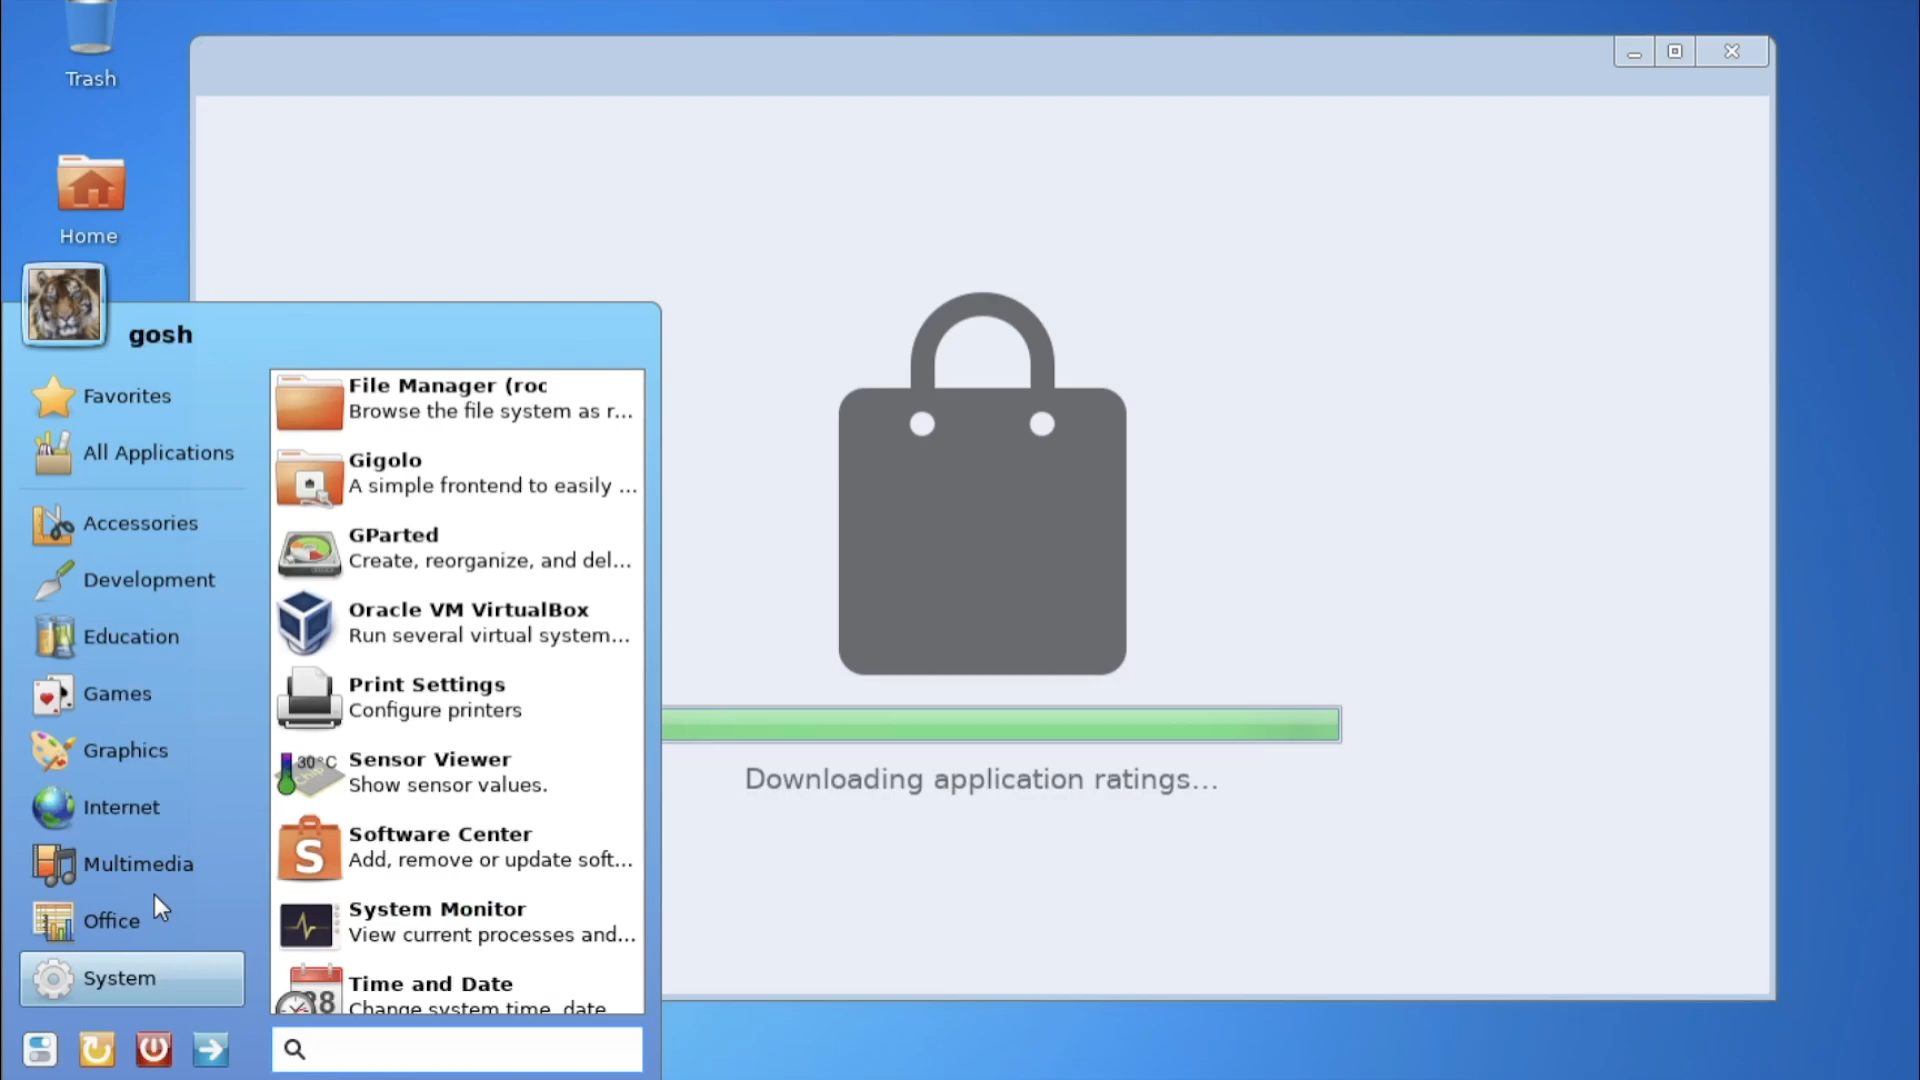 Trash
Home
gosh
Favorites
All Applications
Accessories
Development
Education
Games
Graphics
Internet
Multimedia
Office
System
File Manager (roc
Browse the file system as r...
Gigolo
A simple frontend to easily ...
GParted
Create, reorganize, and del...
Oracle VM VirtualBox
Run several virtual system...
Print Settings
Configure printers
30°C
Sensor Viewer
Show sensor values.
S
Software Center
Add, remove or update soft...
System Monitor
View current processes and...
Time and Date
Change system time, date
Downloading application ratings...